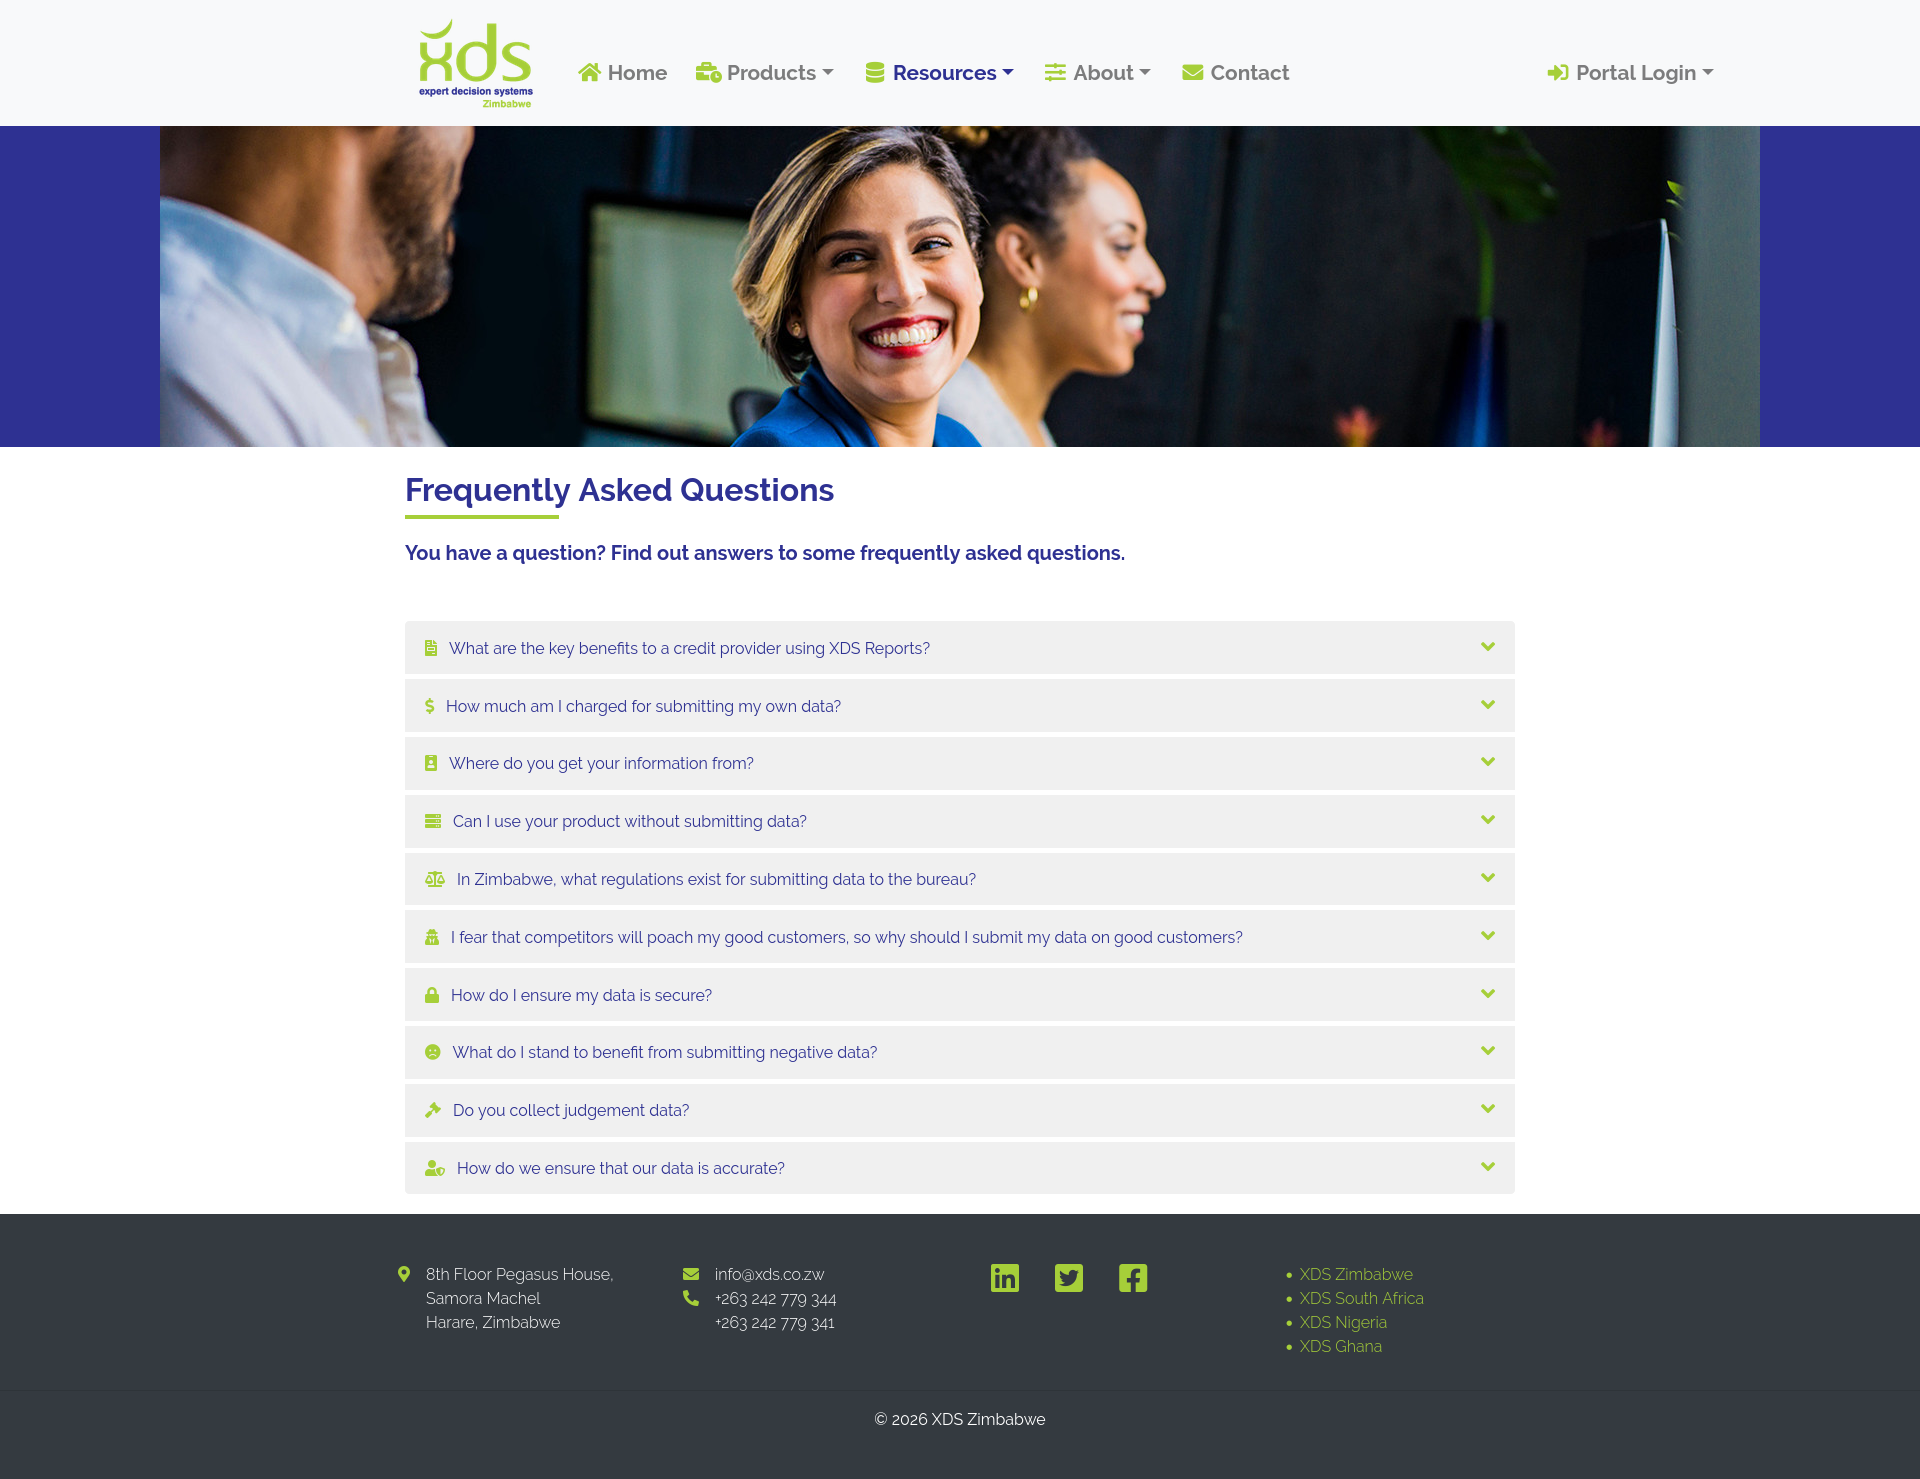 xds
expert decision systems
Zimbabwe
Home
Products
Resources
About
Contact
Portal Login
Frequently Asked Questions
You have a question? Find out answers to some frequently asked questions.
What are the key benefits to a credit provider using XDS Reports?
How much am I charged for submitting my own data?
Where do you get your information from?
Can I use your product without submitting data?
In Zimbabwe, what regulations exist for submitting data to the bureau?
I fear that competitors will poach my good customers, so why should I submit my data on good customers?
How do I ensure my data is secure?
What do I stand to benefit from submitting negative data?
Do you collect judgement data?
How do we ensure that our data is accurate?
8th Floor Pegasus House,
Samora Machel
Harare, Zimbabwe
info@xds.co.zw
+263 242 779 344
+263 242 779 341
XDS Zimbabwe
XDS South Africa
XDS Nigeria
XDS Ghana
© 2026 XDS Zimbabwe